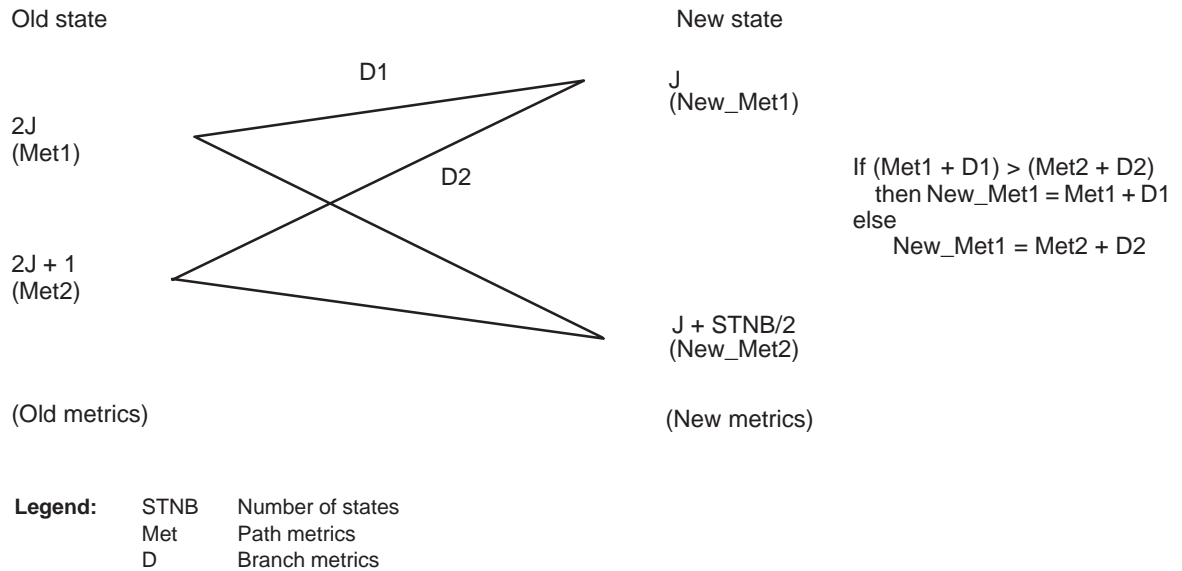 Old state
New state
D1
J
(New_Met1)
2J
(Met1)
If (Met1 + D1) > (Met2 + D2)
then New_Met1 = Met1 + D1
else
New_Met1 = Met2 + D2
D2
2J + 1
(Met2)
J + STNB/2
(New_Met2)
(Old metrics)
(New metrics)
Legend: STNB Number of states
Met Path metrics
D Branch metrics